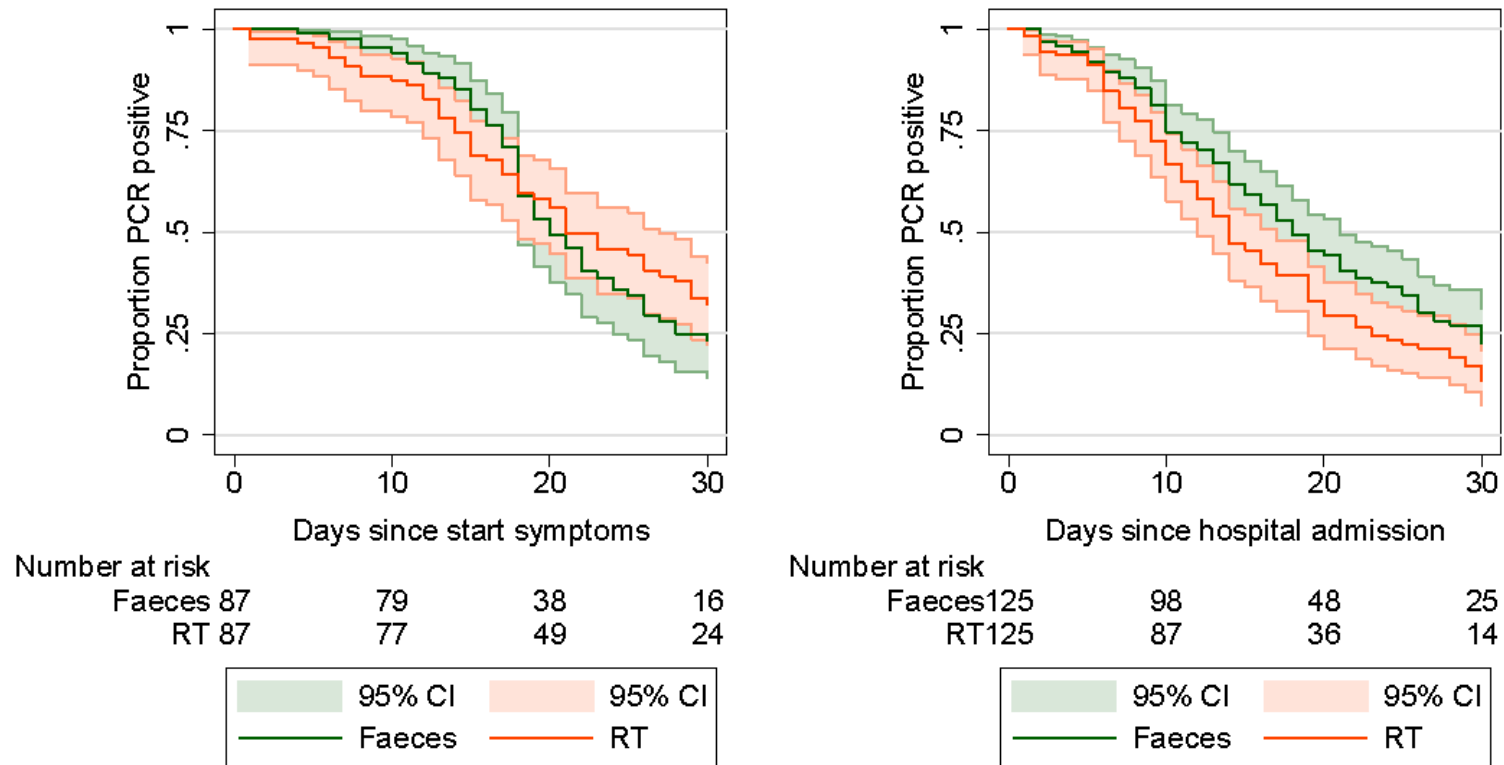 Proportion PCR positive
1
.75
.5
.25
0
0 10 20 30
Days since start symptoms
Number at risk
Faeces 87 79 38 16
RT 87 77 49 24
95% CI 95% CI
Faeces RT
Proportion PCR positive
1
.75
.5
.25
0
0 10 20 30
Days since hospital admission
Number at risk
Faeces125 98 48 25
RT125 87 36 14
95% CI 95% CI
Faeces RT